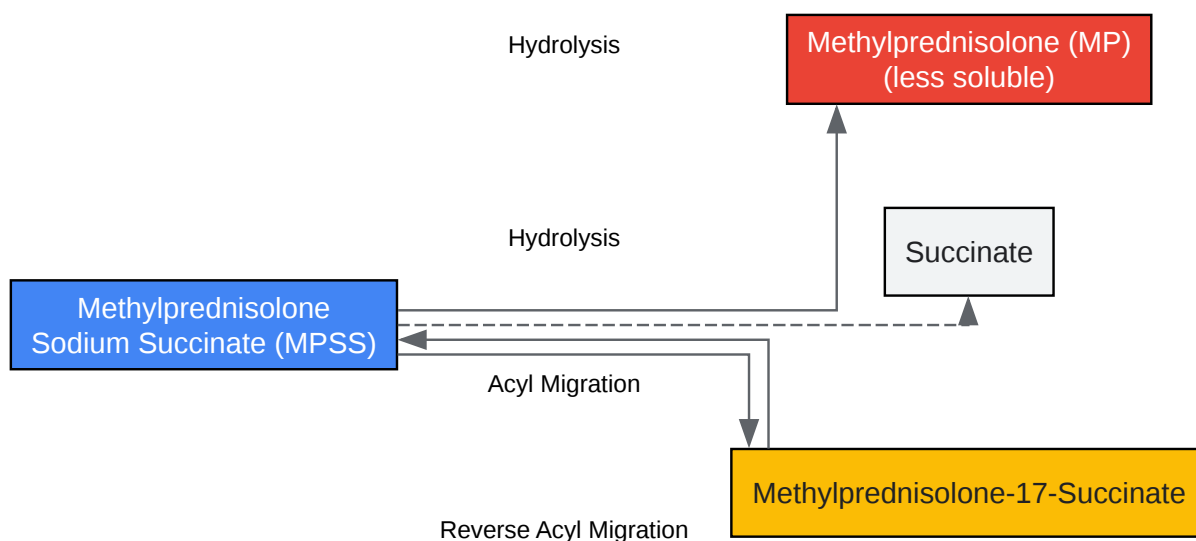 Hydrolysis
Methylprednisolone (MP)
(less soluble)
Hydrolysis
Succinate
Methylprednisolone
Sodium Succinate (MPSS)
Acyl Migration
Methylprednisolone-17-Succinate
Reverse Acyl Migration